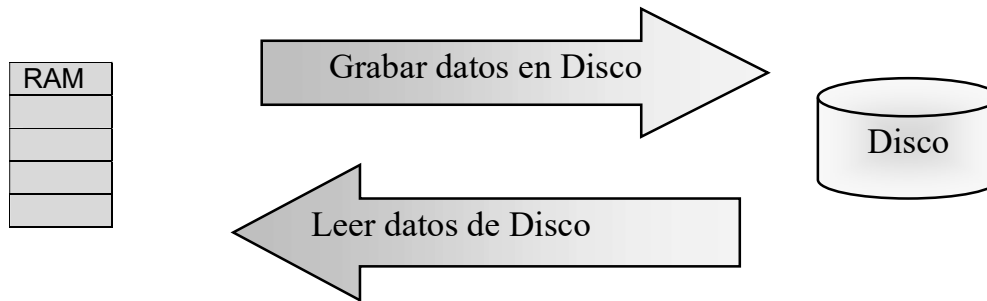 RAM
Grabar datos en Disco
Disco
Leer datos de Disco